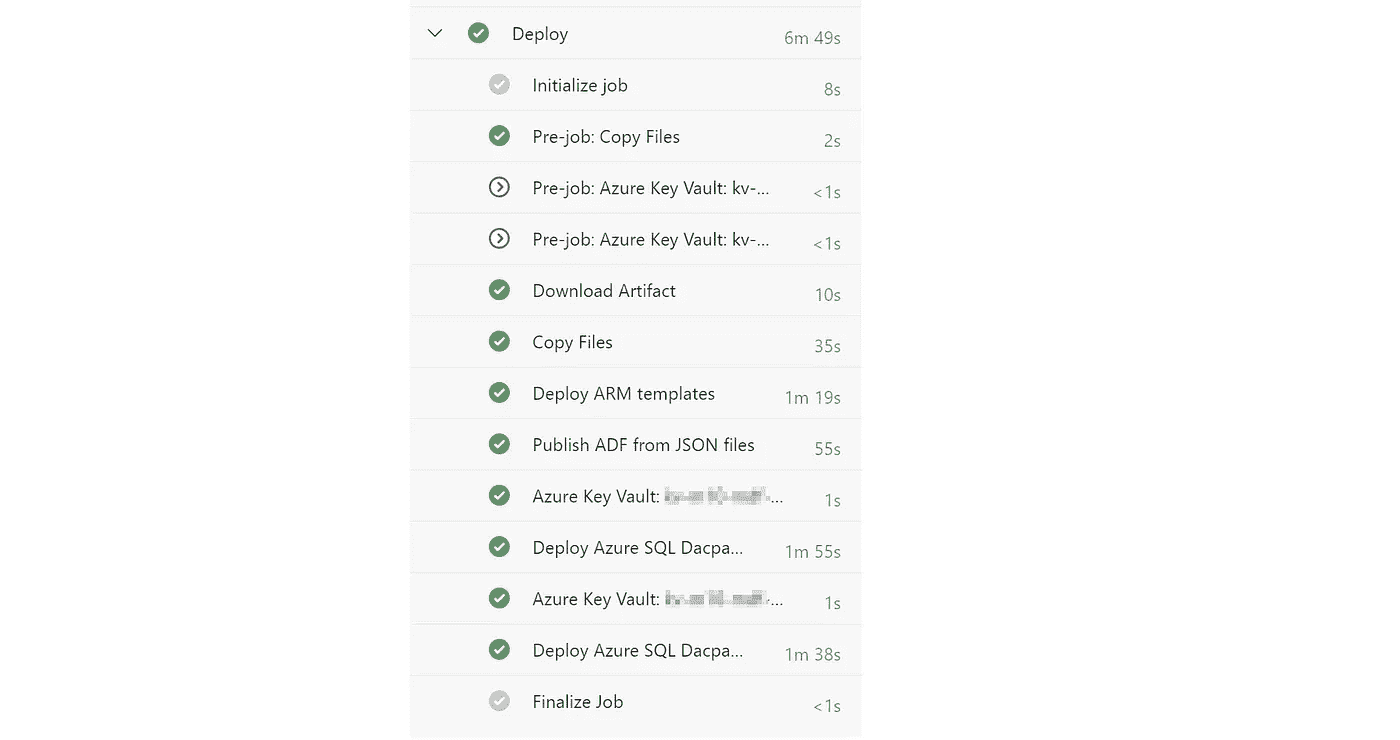 Deploy 6m 49s
Initialize job 8s
Pre-job: Copy Files 2s
Pre-job: Azure Key Vault: kv-... <1s
Pre-job: Azure Key Vault: kv-... <1s
Download Artifact 10s
Copy Files 35s
Deploy ARM templates 1m 19s
Publish ADF from JSON files 55s
Azure Key Vault: ... 1s
Deploy Azure SQL Dacpa... 1m 55s
Azure Key Vault: ... 1s
Deploy Azure SQL Dacpa... 1m 38s
Finalize Job <1s